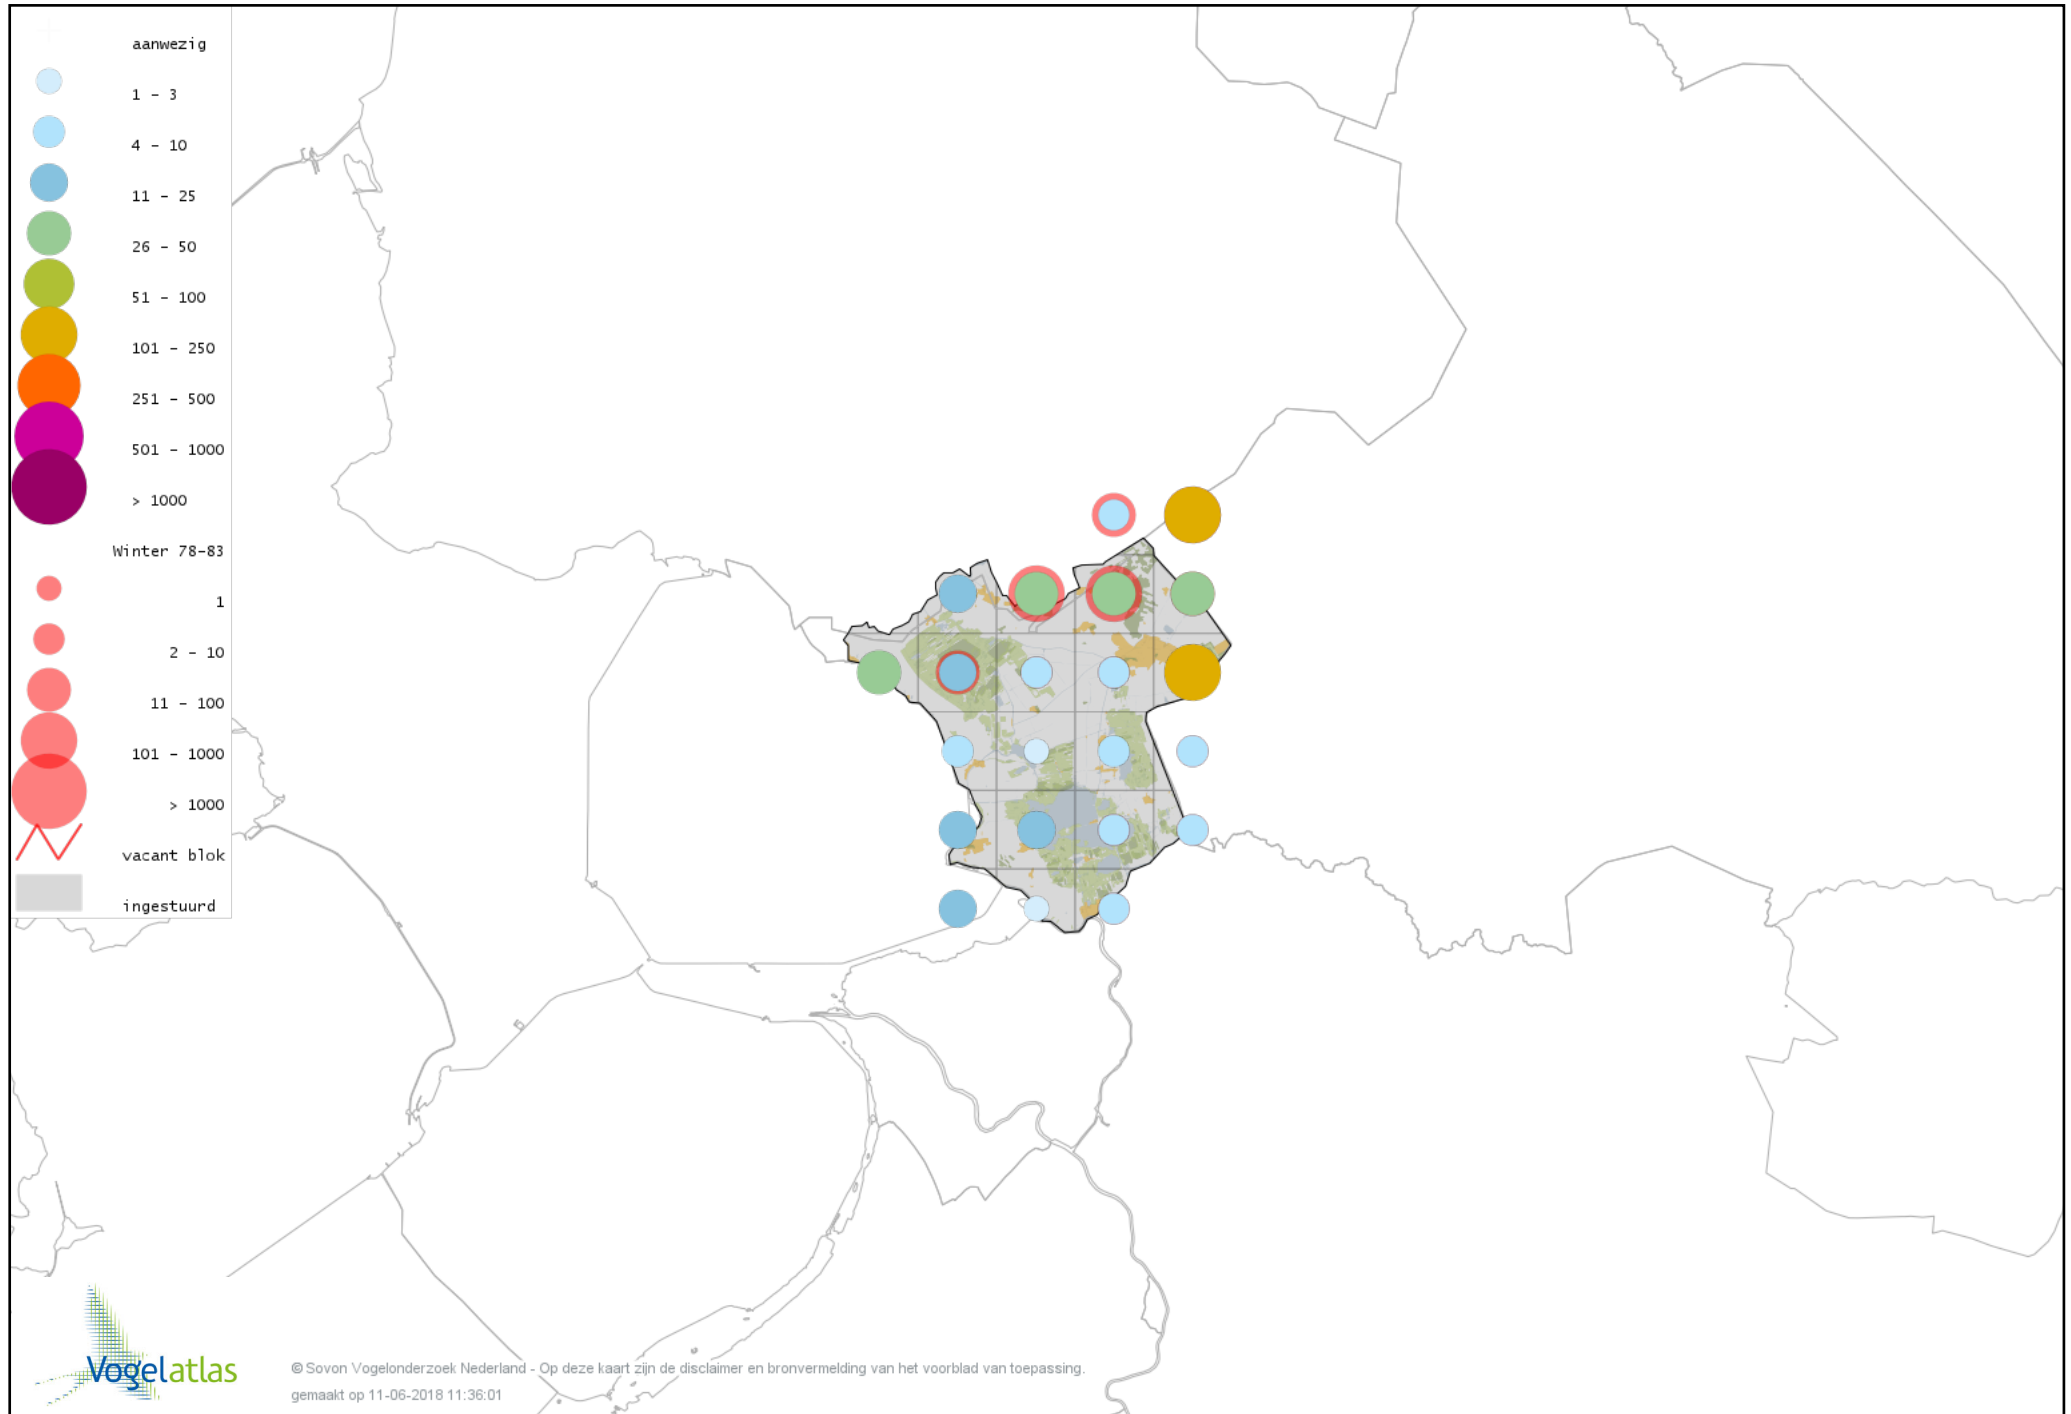 aanwezig
1 - 3
4 - 10
11 - 25
26 - 50
51 - 100
101 - 250
251 - 500
501 - 1000
> 1000
Winter 78-83
1
2 - 10
11 - 100
101 - 1000
> 1000
vacant blok
ingestuurd
Vogelatlas
© Sovon Vogelonderzoek Nederland - Op deze kaart zijn de disclaimer en bronvermelding van het voorblad van toepassing.
gemaakt op 11-06-2018 11:36:01